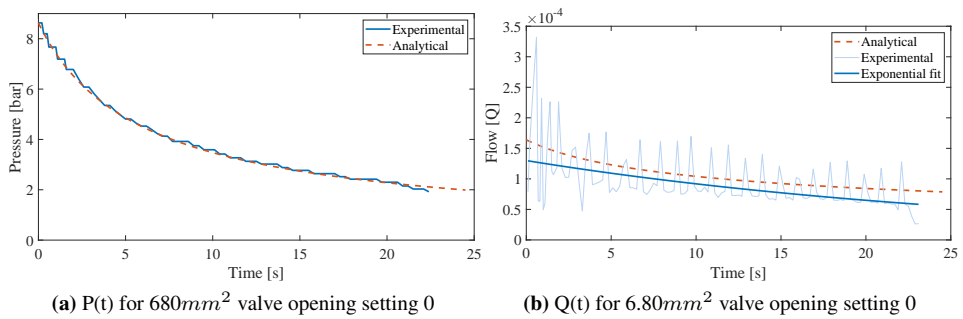 Experimental
Analytical
Pressure [bar]
8
6
4
2
0
0 5 10 15 20 25
Time [s]
(a) P(t) for 680mm² valve opening setting 0
×10⁻⁴
Analytical
Experimental
Exponential fit
Flow [Q]
3.5
3
2.5
2
1.5
1
0.5
0
0 5 10 15 20 25
Time [s]
(b) Q(t) for 6.80mm² valve opening setting 0